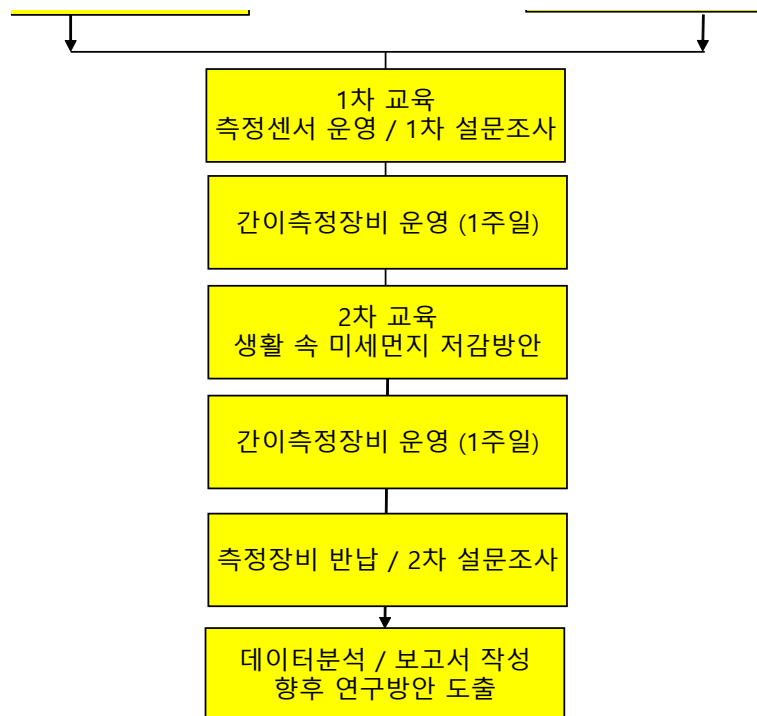 1차 교육
측정센서 운영 / 1차 설문조사
간이측정장비 운영 (1주일)
2차 교육
생활 속 미세먼지 저감방안
간이측정장비 운영 (1주일)
측정장비 반납 / 2차 설문조사
데이터분석 / 보고서 작성
향후 연구방안 도출